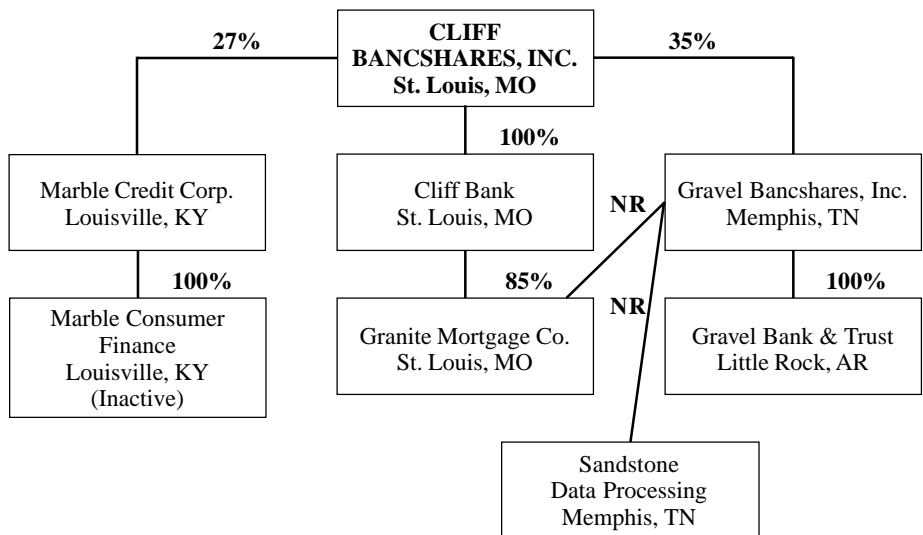 CLIFF
BANCSHARES, INC.
St. Louis, MO
27%
35%
100%
Marble Credit Corp.
Louisville, KY
Cliff Bank
St. Louis, MO
NR
Gravel Bancshares, Inc.
Memphis, TN
100%
85%
NR
100%
Marble Consumer
Finance
Louisville, KY
(Inactive)
Granite Mortgage Co.
St. Louis, MO
Gravel Bank & Trust
Little Rock, AR
Sandstone
Data Processing
Memphis, TN